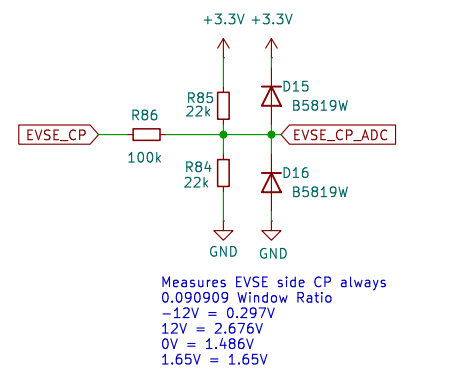 +3.3V +3.3V
D15
R85
B5819W
22k
R86
EVSE_CP
EVSE_CP_ADC
100k
R84
D16
22k
B5819W
GND
GND
Measures EVSE side CP always
0.090909 Window Ratio
-12V = 0.297V
12V = 2.676V
0V = 1.486V
1.65V = 1.65V